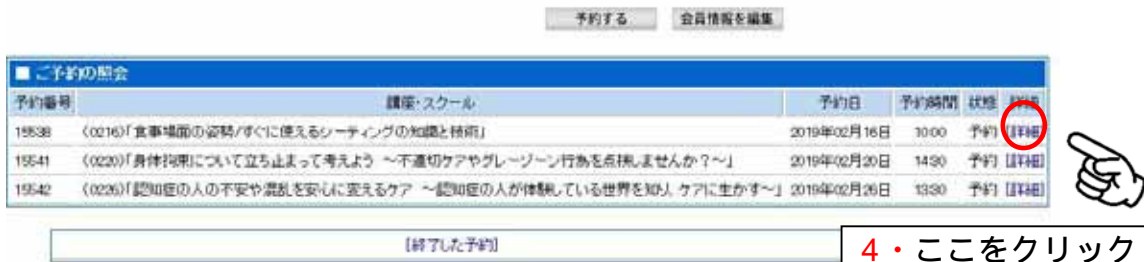 予約する 会員情報を編集
■ ご予約の照会
予約番号 講座・スクール 予約日 予約時間 状態 詳細
15538 (0216)「食事場面の姿勢/すぐに使えるシーティングの知識と技術」 2019年02月16日 10:00 予約 [詳細]
15541 (0220)「身体拘束について立ち止まって考えよう ～不適切ケアやグレーゾーン行為を点検しませんか？～」 2019年02月20日 14:30 予約 [詳細]
15542 (0226)「認知症の人の不安や混乱を安心に変えるケア ～認知症の人が体験している世界を知り、ケアに生かす～」 2019年02月26日 13:30 予約 [詳細]
[終了した予約]
4・ここをクリック